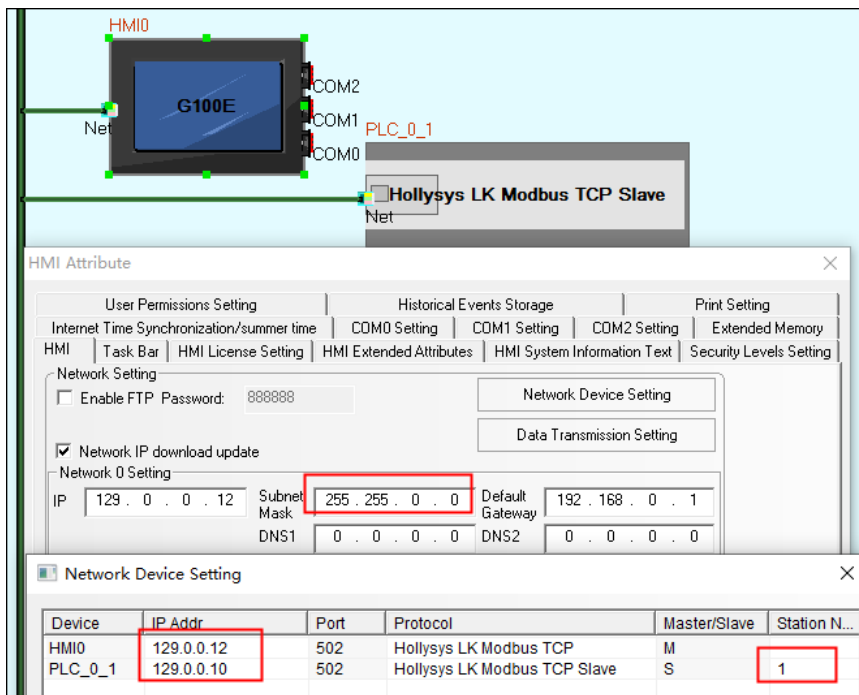 HMI0
G100E
COM2
COM1
COM0
Net
PLC_0_1
Hollysys LK Modbus TCP Slave
Net
HMI Attribute
User Permissions Setting Historical Events Storage Print Setting
Internet Time Synchronization/summer time COM0 Setting COM1 Setting COM2 Setting Extended Memory
HMI Task Bar HMI License Setting HMI Extended Attributes HMI System Information Text Security Levels Setting
Network Setting
Enable FTP Password: 888888 Network Device Setting
Data Transmission Setting
Network IP download update
Network 0 Setting
IP 129 . 0 . 0 . 12 Subnet Mask 255 . 255 . 0 . 0 Default Gateway 192 . 168 . 0 . 1
DNS1 0 . 0 . 0 . 0 DNS2 0 . 0 . 0 . 0
Network Device Setting
Device IP Addr Port Protocol Master/Slave Station N...
HMI0 129.0.0.12 502 Hollysys LK Modbus TCP M
PLC_0_1 129.0.0.10 502 Hollysys LK Modbus TCP Slave S 1